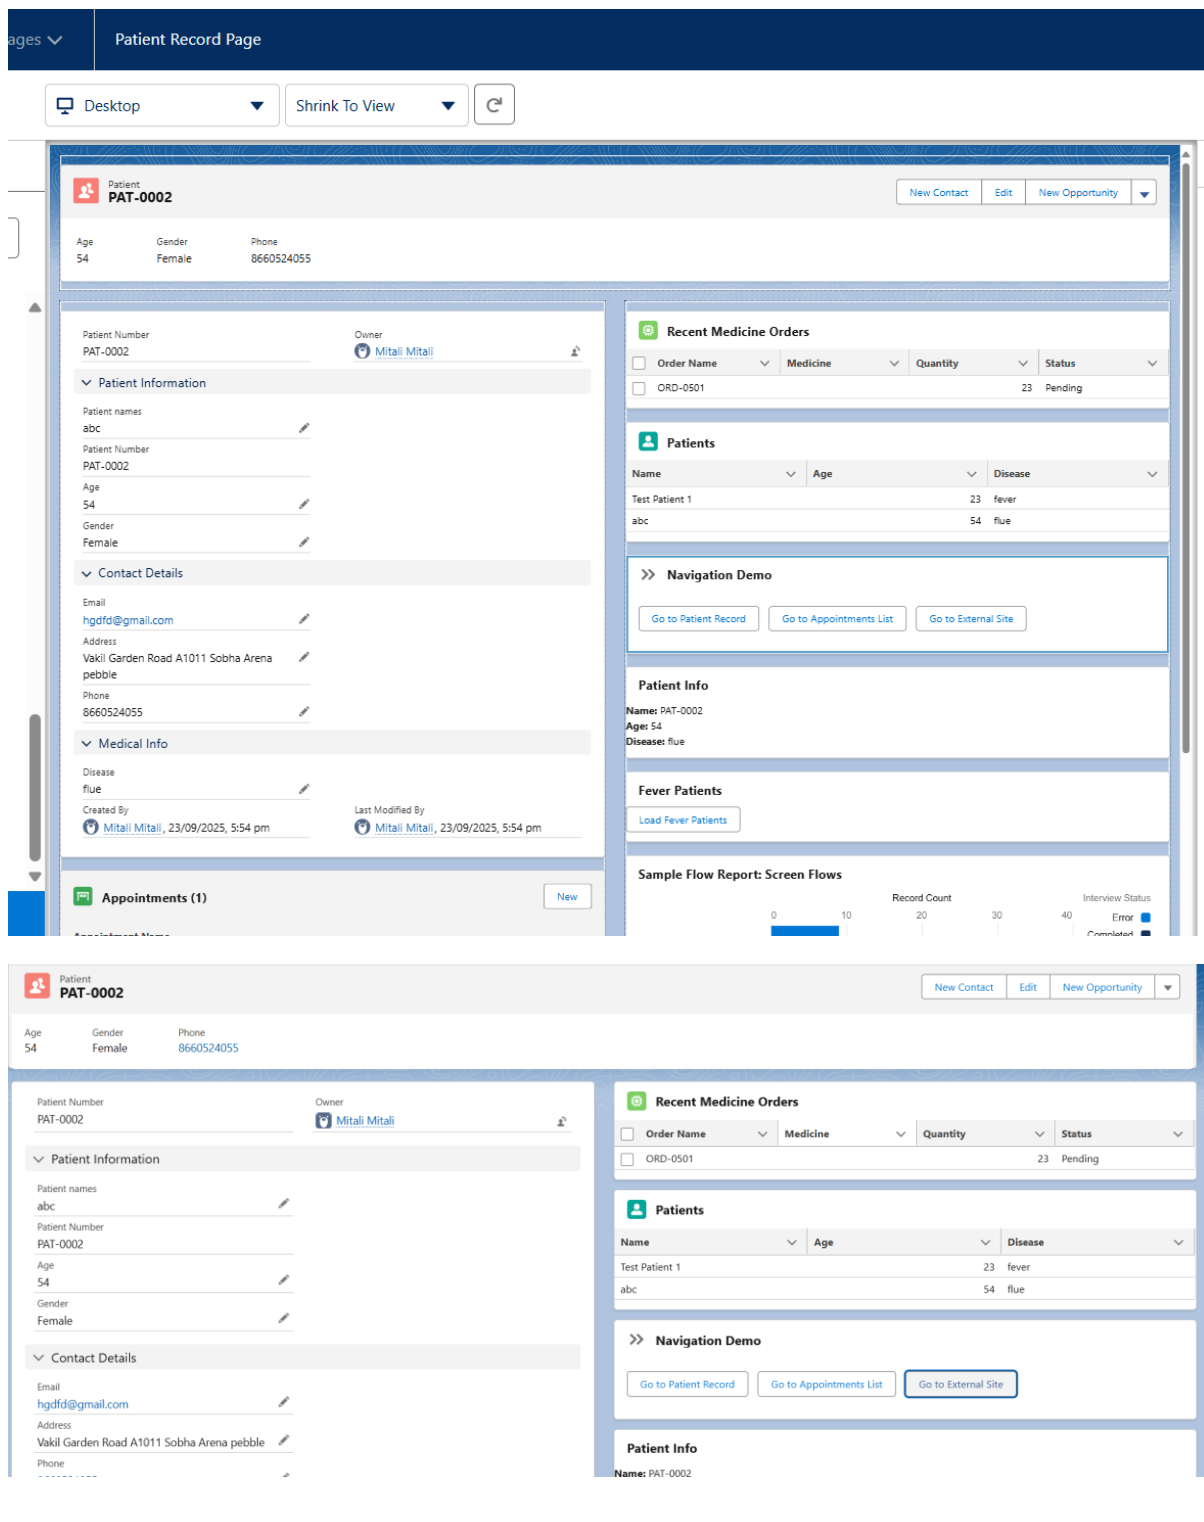 ages
Patient Record Page
Desktop
Shrink To View
Patient
PAT-0002
New Contact
Edit
New Opportunity
Age
Gender
Phone
54
Female
8660524055
Patient Number
PAT-0002
Owner
Mitali Mitali
Patient Information
Patient names
abc
Patient Number
PAT-0002
Age
54
Gender
Female
Contact Details
Email
hgdfd@gmail.com
Address
Vakil Garden Road A1011 Sobha Arena
pebble
Phone
8660524055
Medical Info
Disease
flue
Created By
Mitali Mitali, 23/09/2025, 5:54 pm
Last Modified By
Mitali Mitali, 23/09/2025, 5:54 pm
Appointments (1)
New
Appointment Name
Recent Medicine Orders
Order Name Medicine Quantity Status
ORD-0501 23 Pending
Patients
Name Age Disease
Test Patient 1 23 fever
abc 54 flue
Navigation Demo
Go to Patient Record
Go to Appointments List
Go to External Site
Patient Info
Name: PAT-0002
Age: 54
Disease: flue
Fever Patients
Load Fever Patients
Sample Flow Report: Screen Flows
Record Count
Interview Status
0 10 20 30 40
Error
Completed
Patient
PAT-0002
New Contact
Edit
New Opportunity
Age
Gender
Phone
54
Female
8660524055
Patient Number
PAT-0002
Owner
Mitali Mitali
Patient Information
Patient names
abc
Patient Number
PAT-0002
Age
54
Gender
Female
Contact Details
Email
hgdfd@gmail.com
Address
Vakil Garden Road A1011 Sobha Arena pebble
Phone
Recent Medicine Orders
Order Name Medicine Quantity Status
ORD-0501 23 Pending
Patients
Name Age Disease
Test Patient 1 23 fever
abc 54 flue
Navigation Demo
Go to Patient Record
Go to Appointments List
Go to External Site
Patient Info
Name: PAT-0002